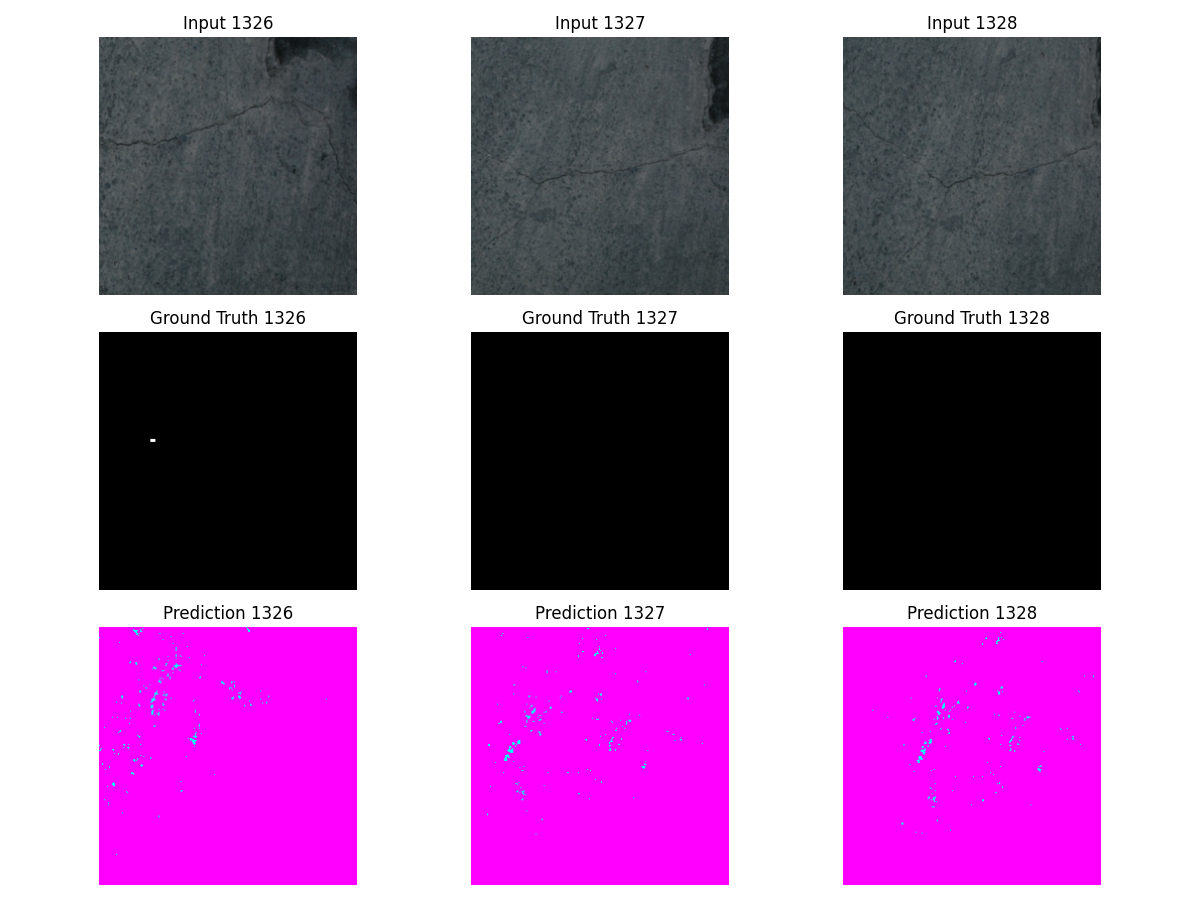 Input 1326
Input 1327
Input 1328
Ground Truth 1326
Ground Truth 1327
Ground Truth 1328
Prediction 1326
Prediction 1327
Prediction 1328